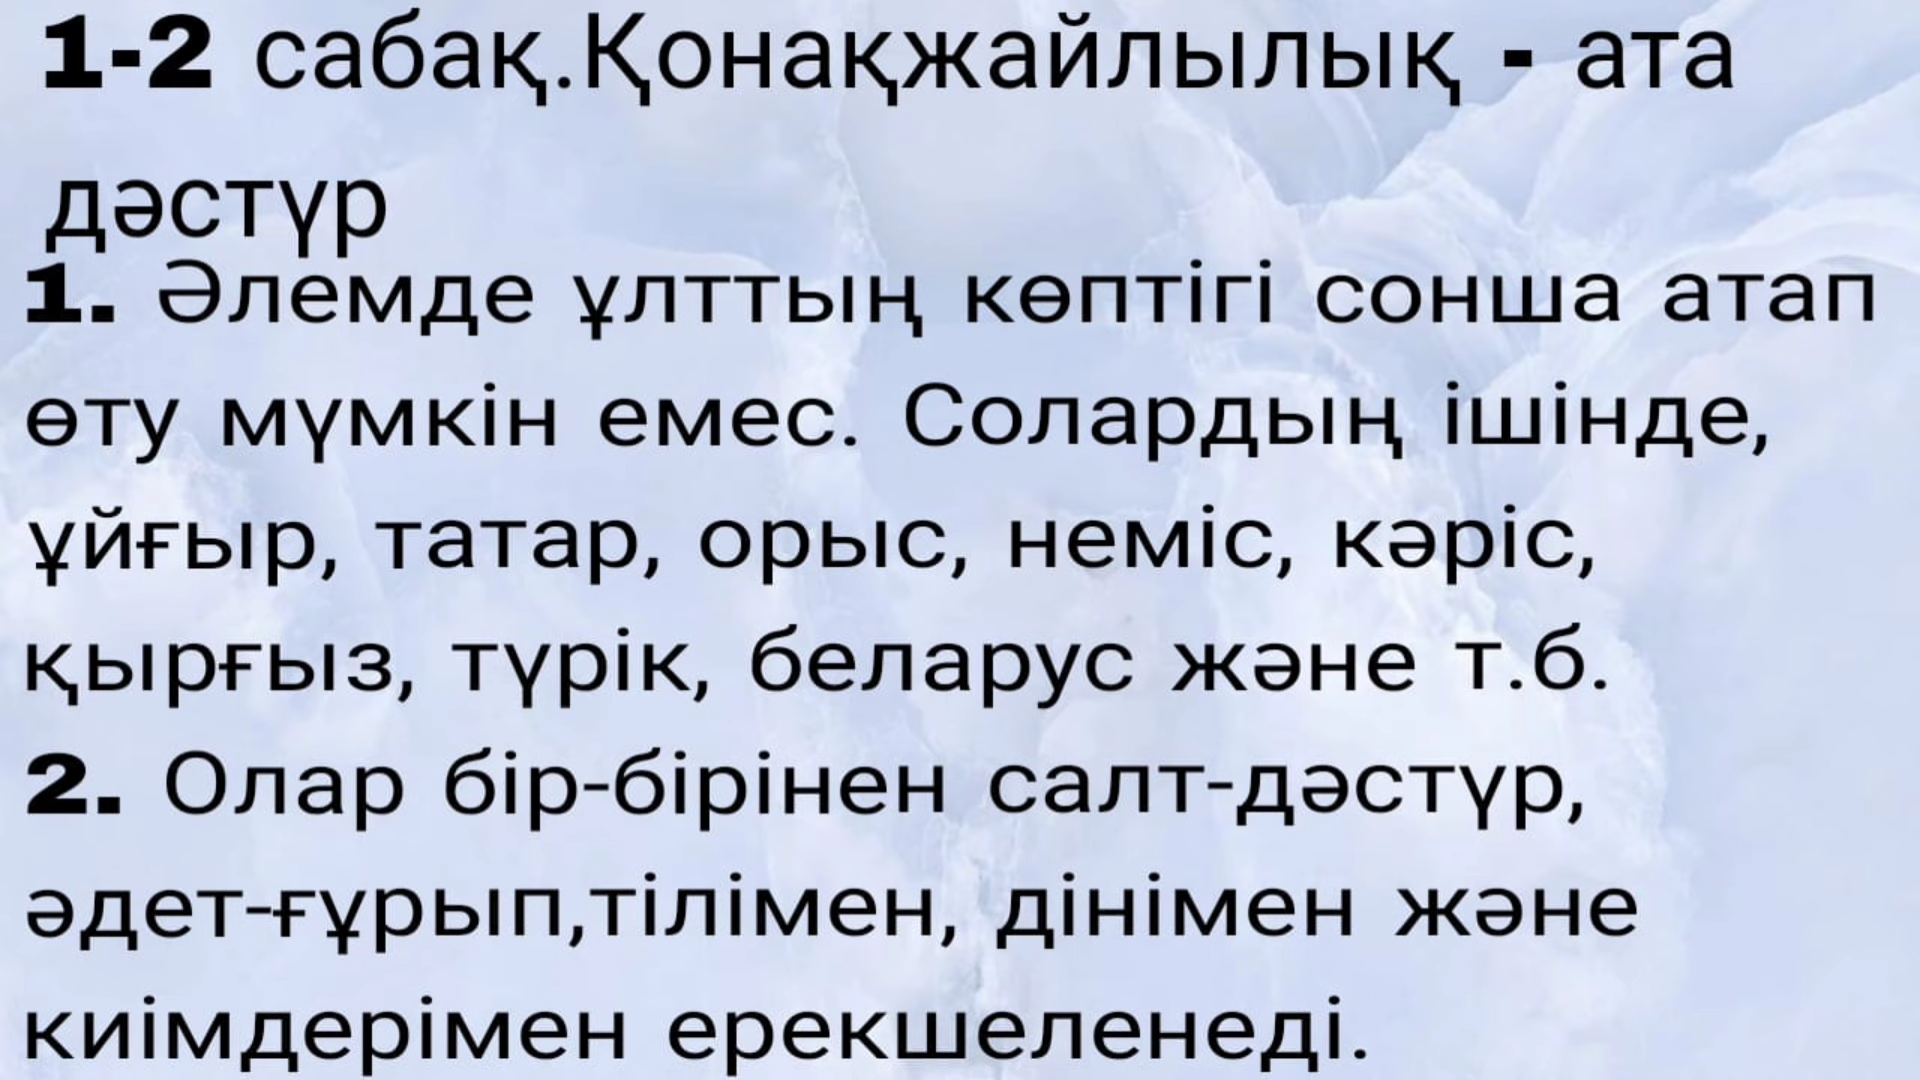 1-2 сабақ.Қонақжайлылық - ата
дәстүр
1. Әлемде ұлттың көптігі сонша атап
өту мүмкін емес. Солардың ішінде,
ұйғыр, татар, орыс, неміс, кәріс,
қырғыз, түрік, беларус және т.б.
2. Олар бір-бірінен салт-дәстүр,
әдет-ғұрып,тілімен, дінімен және
киімдерімен ерекшеленеді.